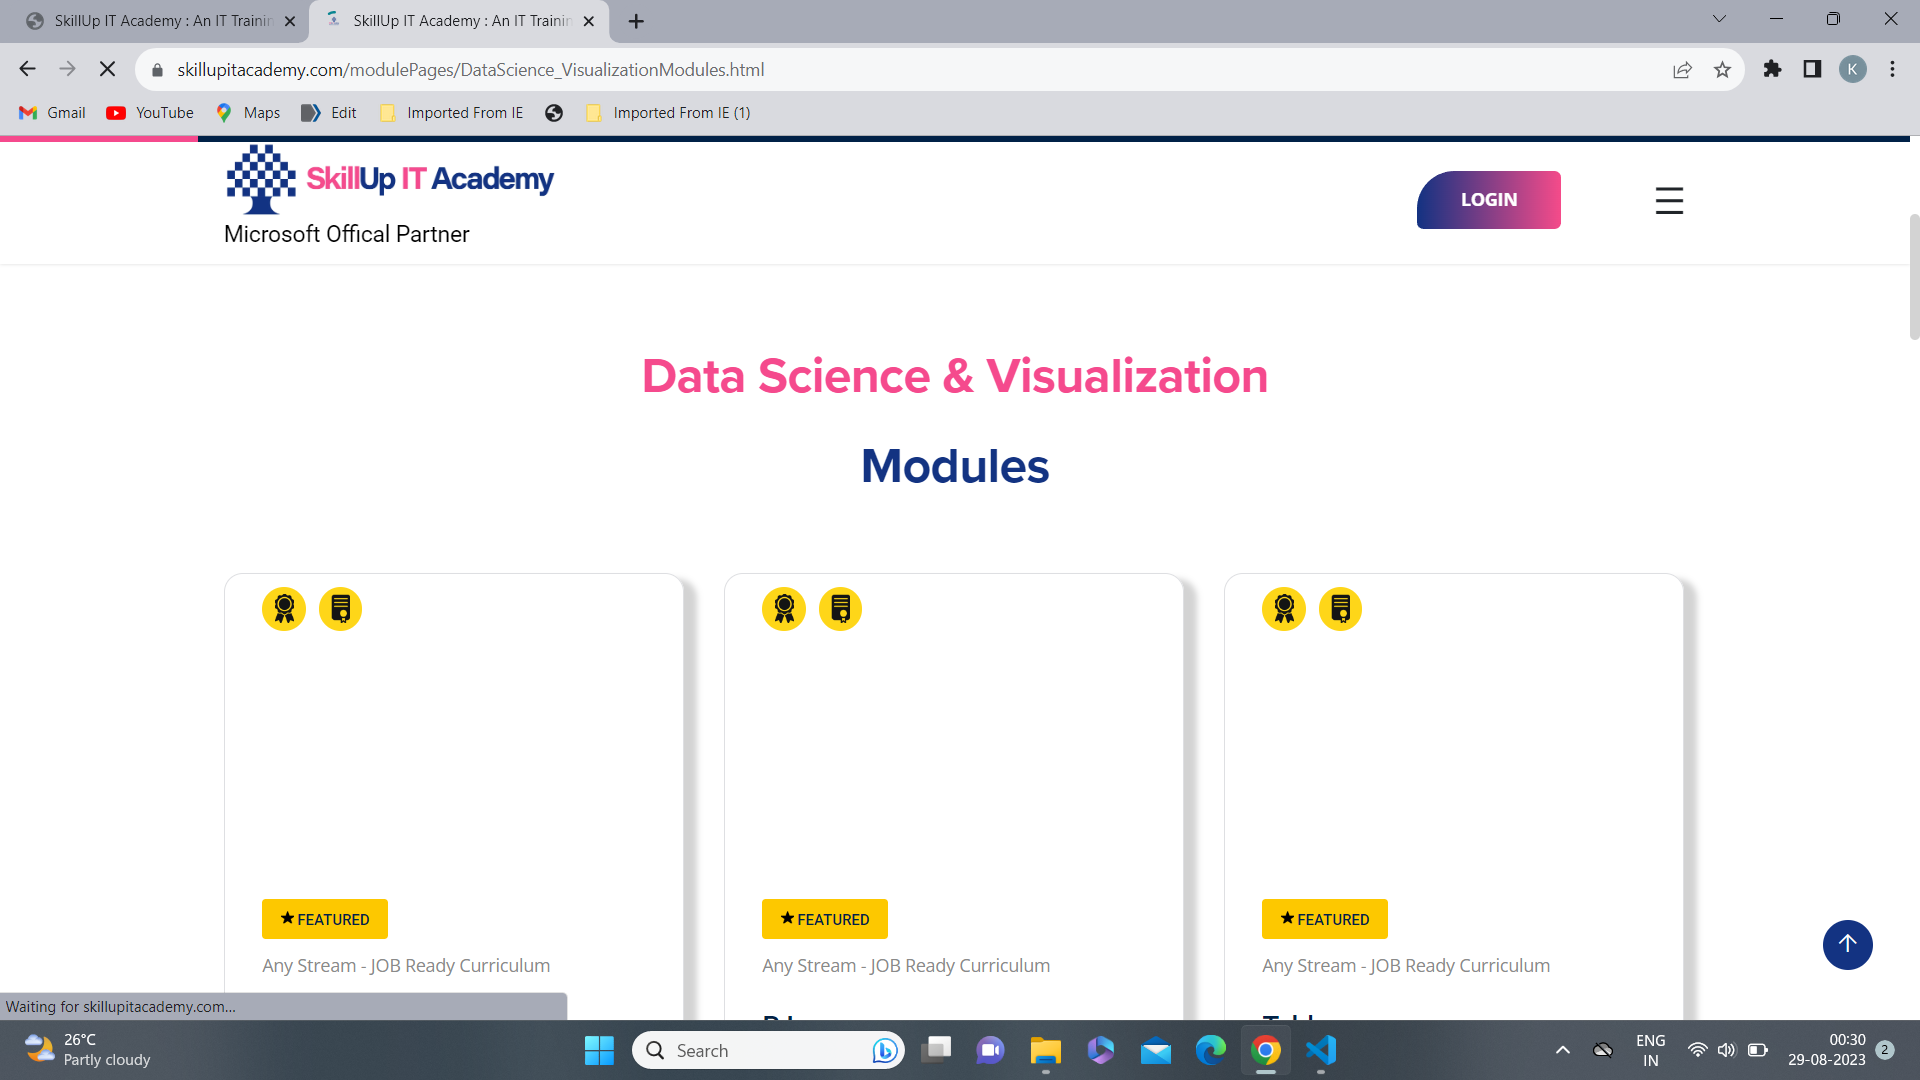 SkillUp IT Academy : An IT Trainin
SkillUp IT Academy : An IT Trainin
skillupitacademy.com/modulePages/DataScience_VisualizationModules.html
K
Gmail
YouTube
Maps
Edit
Imported From IE
Imported From IE (1)
SkillUp IT Academy
Microsoft Offical Partner
LOGIN
Data Science & Visualization
Modules
FEATURED
FEATURED
FEATURED
Any Stream - JOB Ready Curriculum
Any Stream - JOB Ready Curriculum
Any Stream - JOB Ready Curriculum
Waiting for skillupitacademy.com...
26°C
Partly cloudy
Search
ENG
IN
00:30
29-08-2023
2